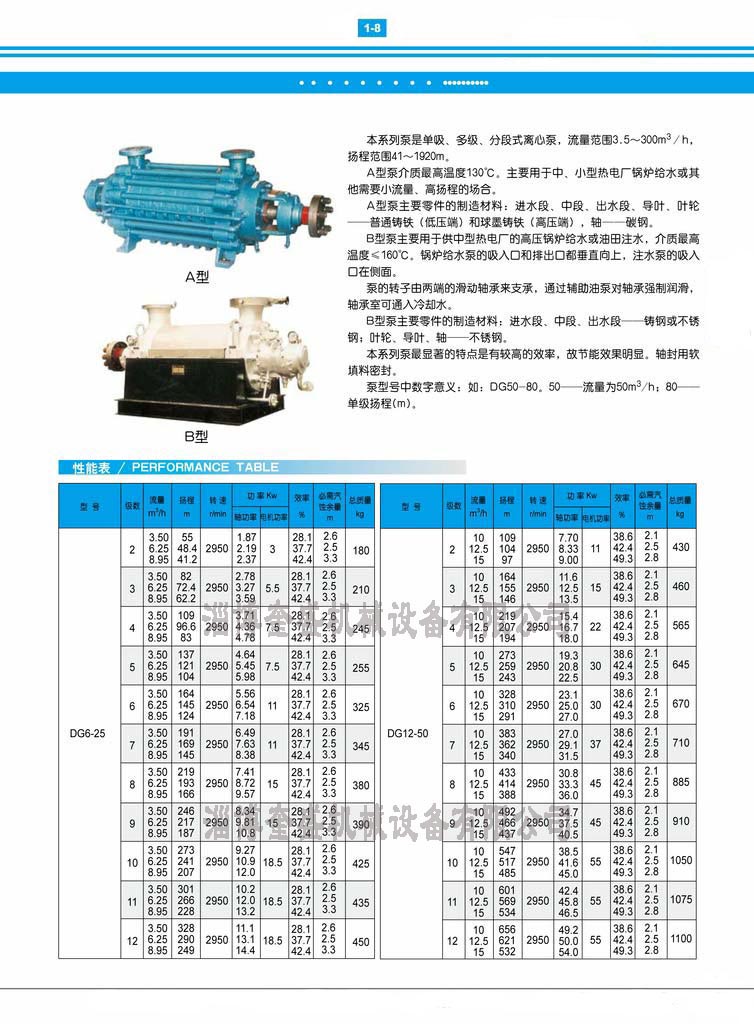 1-8
本系列泵是单吸、多级、分段式离心泵，流量范围3.5～300m³／h，
扬程范围41～1920m。
A型泵介质最高温度130℃。主要用于中、小型热电厂锅炉给水或其
他需要小流量、高扬程的场合。
A型泵主要零件的制造材料：进水段、中段、出水段、导叶、叶轮
——普通铸铁（低压端）和球墨铸铁（高压端），轴——碳钢。
B型泵主要用于供中型热电厂的高压锅炉给水或油田注水，介质最高
温度≤160℃。锅炉给水泵的吸入口和排出口都垂直向上，注水泵的吸入
口在侧面。
泵的转子由两端的滑动轴承来支承，通过辅助油泵对轴承强制润滑，
轴承室可通入冷却水。
B型泵主要零件的制造材料：进水段、中段、出水段——铸钢或不锈
钢；叶轮、导叶、轴——不锈钢。
本系列泵最显著的特点是有较高的效率，故节能效果明显。轴封用软
填料密封。
泵型号中数字意义：如：DG50-80。50——流量为50m³／h；80——
单级扬程(m)。
A型
B型
性能表 / PERFORMANCE TABLE
型 号 级数 流量 m³/h 扬程 m 转 速 r/min 功 率 Kw 轴功率 电机功率 效率 % 必需汽蚀余量 m 总质量 kg
DG6-25
3.50 55 1.87 28.1 2.6
2 6.25 48.4 2950 2.19 3 37.7 2.5 180
8.95 41.2 2.37 42.4 3.3
3.50 82 2.78 28.1 2.6
3 6.25 72.4 2950 3.27 5.5 37.7 2.5 210
8.95 62.2 3.59 42.4 3.3
3.50 109 3.71 28.1 2.6
4 6.25 96.6 2950 4.36 7.5 37.7 2.5 245
8.95 83 4.78 42.4 3.3
3.50 137 4.64 28.1 2.6
5 6.25 121 2950 5.45 7.5 37.7 2.5 255
8.95 104 5.98 42.4 3.3
3.50 164 5.56 28.1 2.6
6 6.25 145 2950 6.54 11 37.7 2.5 325
8.95 124 7.18 42.4 3.3
3.50 191 6.49 28.1 2.6
7 6.25 169 2950 7.63 11 37.7 2.5 345
8.95 145 8.38 42.4 3.3
3.50 219 7.41 28.1 2.6
8 6.25 193 2950 8.72 15 37.7 2.5 380
8.95 166 9.57 42.4 3.3
3.50 246 8.34 28.1 2.6
9 6.25 217 2950 9.81 15 37.7 2.5 390
8.95 187 10.8 42.4 3.3
3.50 273 9.27 28.1 2.6
10 6.25 241 2950 10.9 18.5 37.7 2.5 425
8.95 207 12.0 42.4 3.3
3.50 301 10.2 28.1 2.6
11 6.25 266 2950 12.0 18.5 37.7 2.5 435
8.95 228 13.2 42.4 3.3
3.50 328 11.1 28.1 2.6
12 6.25 290 2950 13.1 18.5 37.7 2.5 450
8.95 249 14.4 42.4 3.3
型 号 级数 流量 m³/h 扬程 m 转 速 r/min 功 率 Kw 轴功率 电机功率 效率 % 必需汽蚀余量 m 总质量 kg
DG12-50
10 109 7.70 38.6 2.1
2 12.5 104 2950 8.33 11 42.4 2.5 430
15 97 9.00 49.3 2.8
10 164 11.6 38.6 2.1
3 12.5 155 2950 12.5 15 42.4 2.5 460
15 146 13.5 49.3 2.8
10 219 15.4 38.6 2.1
4 12.5 207 2950 16.7 22 42.4 2.5 565
15 194 18.0 49.3 2.8
10 273 19.3 38.6 2.1
5 12.5 259 2950 20.8 30 42.4 2.5 645
15 243 22.5 49.3 2.8
10 328 23.1 38.6 2.1
6 12.5 310 2950 25.0 30 42.4 2.5 670
15 291 27.0 49.3 2.8
10 383 27.0 38.6 2.1
7 12.5 362 2950 29.1 37 42.4 2.5 710
15 340 31.5 49.3 2.8
10 433 30.8 38.6 2.1
8 12.5 414 2950 33.3 45 42.4 2.5 885
15 388 36.0 49.3 2.8
10 492 34.7 38.6 2.1
9 12.5 466 2950 37.5 45 42.4 2.5 910
15 437 40.5 49.3 2.8
10 547 38.5 38.6 2.1
10 12.5 517 2950 41.6 55 42.4 2.5 1050
15 485 45.0 49.3 2.8
10 601 42.4 38.6 2.1
11 12.5 569 2950 45.8 55 42.4 2.5 1075
15 534 46.5 49.3 2.8
10 656 49.2 38.6 2.1
12 12.5 621 2950 50.0 55 42.4 2.5 1100
15 532 54.0 49.3 2.8
淄博奎 机械设备有限公司
淄博奎 机械设备有限公司